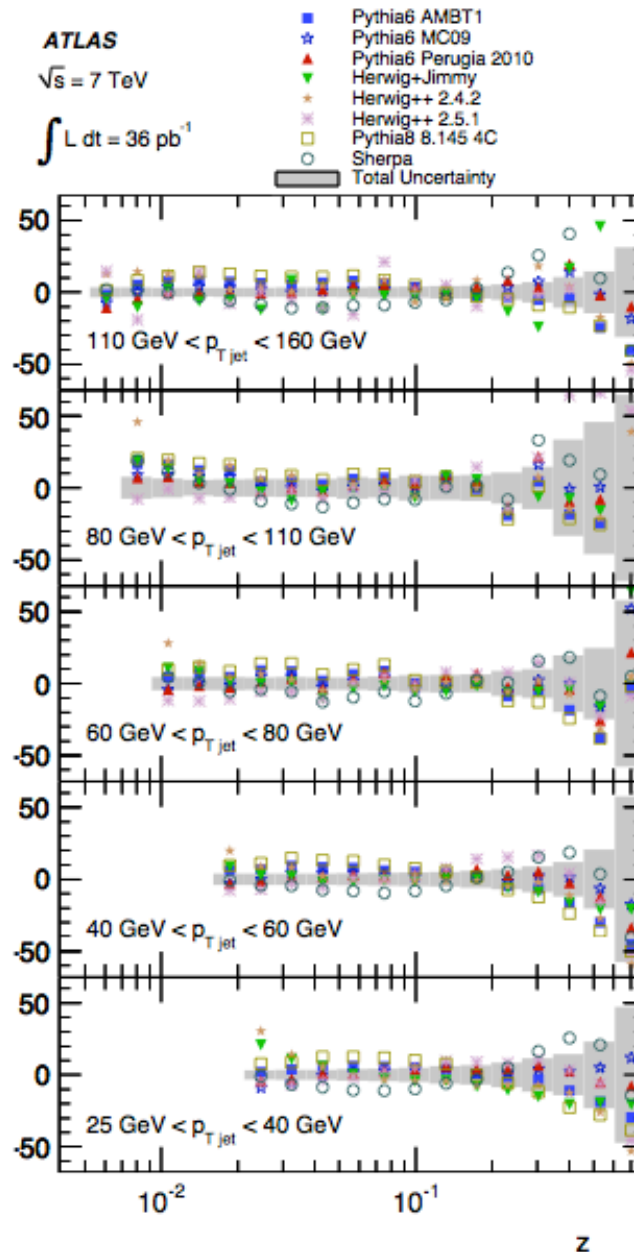 ATLAS
√s = 7 TeV
∫ L dt = 36 pb⁻¹
Pythia6 AMBT1
Pythia6 MC09
Pythia6 Perugia 2010
Herwig+Jimmy
Herwig++ 2.4.2
Herwig++ 2.5.1
Pythia8 8.145 4C
Sherpa
Total Uncertainty
50
0
-50
110 GeV < p_T jet < 160 GeV
50
0
-50
80 GeV < p_T jet < 110 GeV
50
0
-50
60 GeV < p_T jet < 80 GeV
50
0
-50
40 GeV < p_T jet < 60 GeV
50
0
-50
25 GeV < p_T jet < 40 GeV
10⁻² 10⁻¹
z